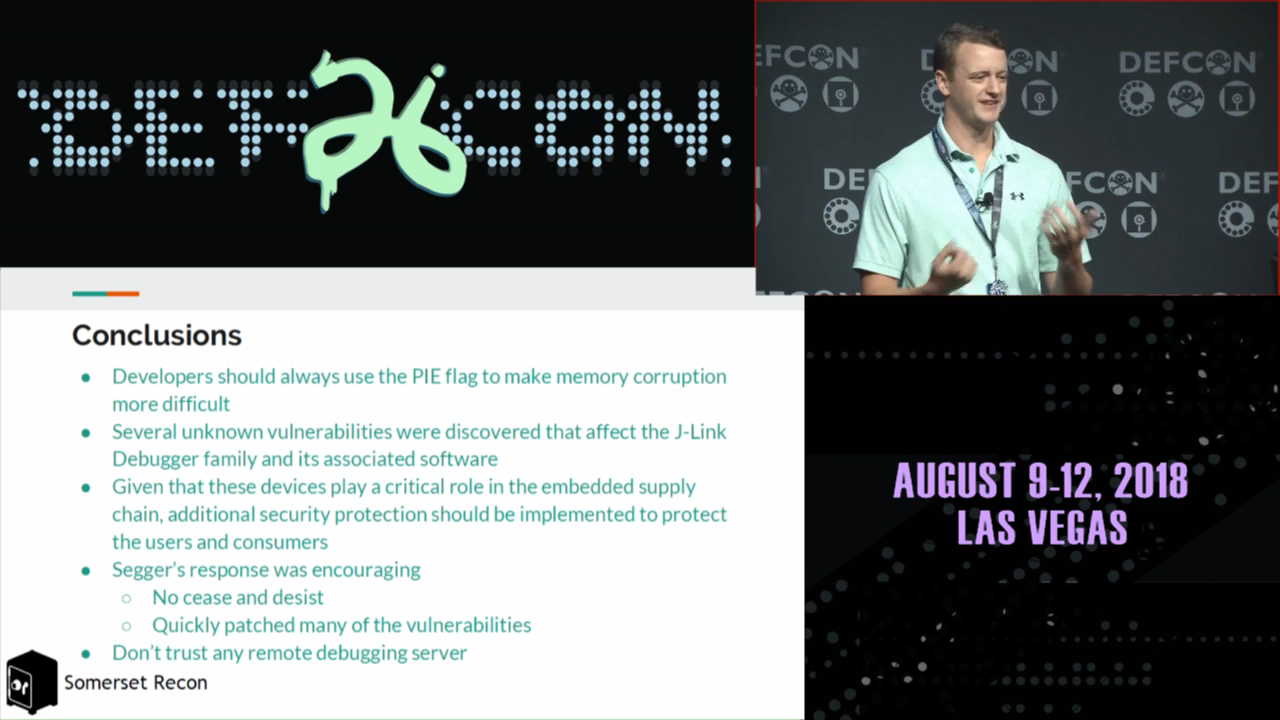 DEF 26 CON
DEFCON
DEFCON
DEFCON
DEFCON
DEF
Conclusions
● Developers should always use the PIE flag to make memory corruption
more difficult
● Several unknown vulnerabilities were discovered that affect the J-Link
Debugger family and its associated software
● Given that these devices play a critical role in the embedded supply
chain, additional security protection should be implemented to protect
the users and consumers
● Segger's response was encouraging
○ No cease and desist
○ Quickly patched many of the vulnerabilities
● Don't trust any remote debugging server
Somerset Recon
AUGUST 9-12, 2018
LAS VEGAS